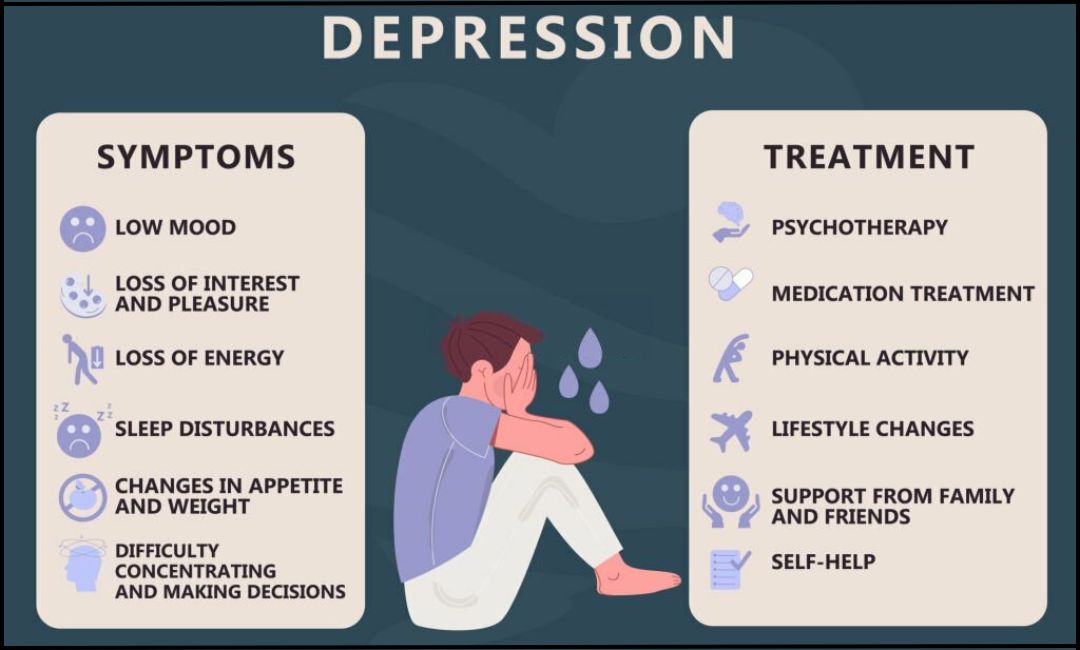 DEPRESSION
SYMPTOMS
LOW MOOD
LOSS OF INTEREST
AND PLEASURE
LOSS OF ENERGY
z Z z
Z z z
SLEEP DISTURBANCES
CHANGES IN APPETITE
AND WEIGHT
DIFFICULTY
CONCENTRATING
AND MAKING DECISIONS
TREATMENT
PSYCHOTHERAPY
MEDICATION TREATMENT
PHYSICAL ACTIVITY
LIFESTYLE CHANGES
SUPPORT FROM FAMILY
AND FRIENDS
SELF-HELP